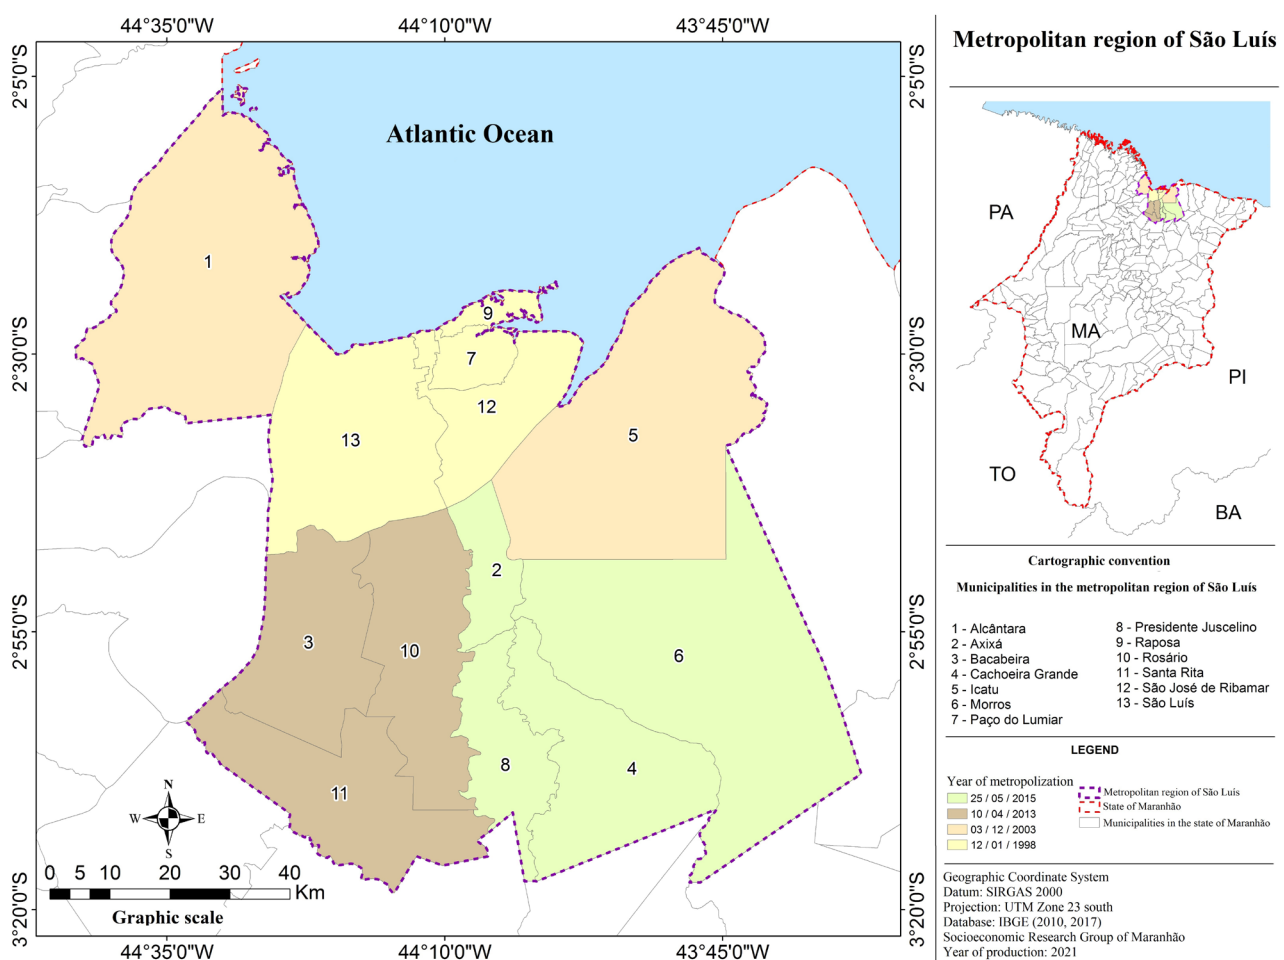 44°35'0"W 44°10'0"W 43°45'0"W
2°5'0"S 2°5'0"S
Atlantic Ocean
1
9
2°30'0"S 7 2°30'0"S
12
13 5
2
2°55'0"S 3 10 6 2°55'0"S
8 4
11
N
W E
S
0 5 10 20 30 40
Km
Graphic scale
3°20'0"S 3°20'0"S
44°35'0"W 44°10'0"W 43°45'0"W
Metropolitan region of São Luís
PA
MA
PI
TO
BA
Cartographic convention
Municipalities in the metropolitan region of São Luís
1 - Alcântara
2 - Axixá
3 - Bacabeira
4 - Cachoeira Grande
5 - Icatu
6 - Morros
7 - Paço do Lumiar
8 - Presidente Juscelino
9 - Raposa
10 - Rosário
11 - Santa Rita
12 - São José de Ribamar
13 - São Luís
LEGEND
Year of metropolization
25 / 05 / 2015
10 / 04 / 2013
03 / 12 / 2003
12 / 01 / 1998
Metropolitan region of São Luís
State of Maranhão
Municipalities in the state of Maranhão
Geographic Coordinate System
Datum: SIRGAS 2000
Projection: UTM Zone 23 south
Database: IBGE (2010, 2017)
Socioeconomic Research Group of Maranhão
Year of production: 2021